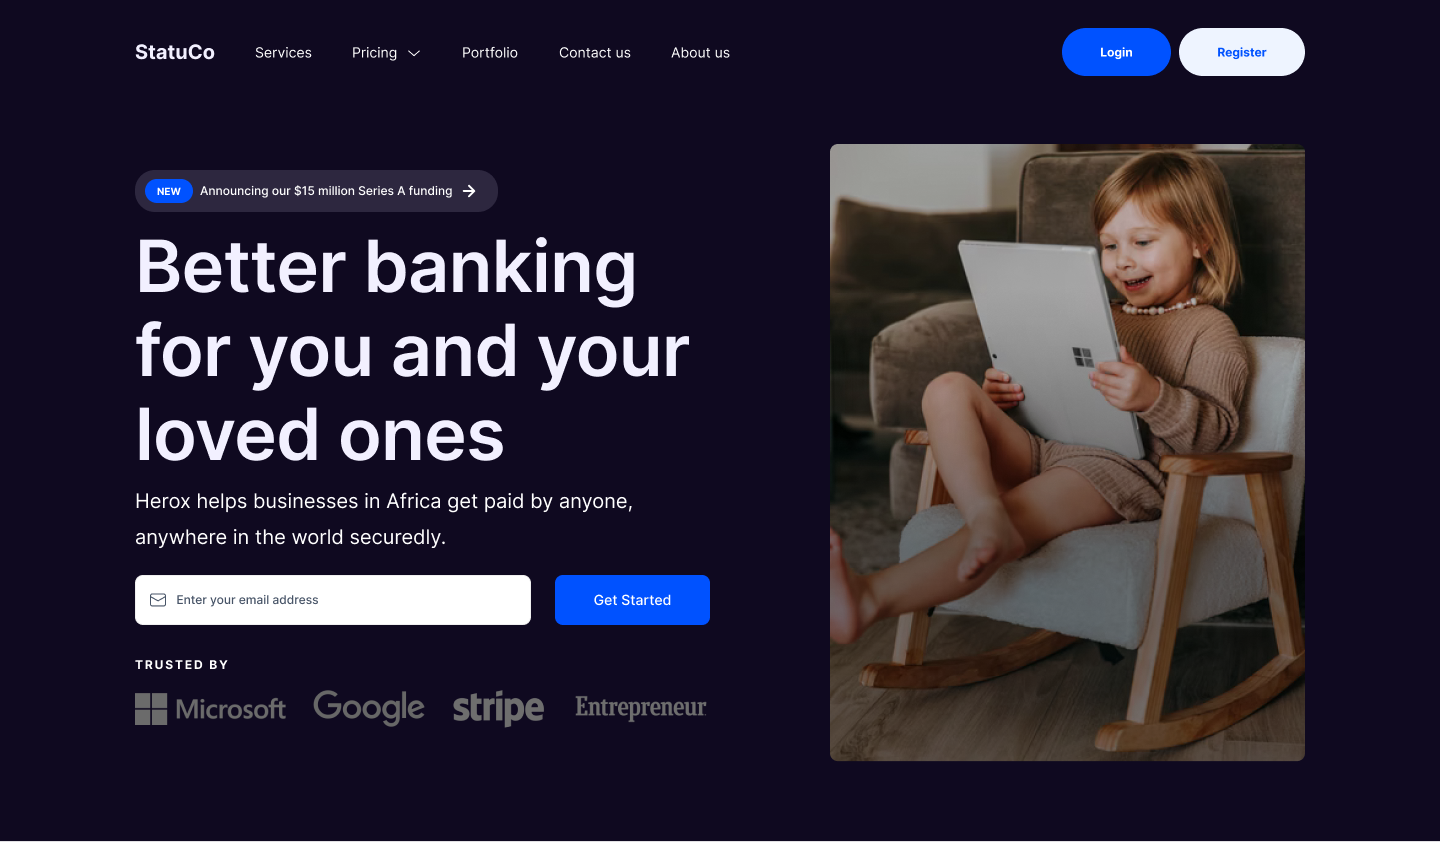 StatuCo
Services
Pricing
Portfolio
Contact us
About us
Login
Register
NEW
Announcing our $15 million Series A funding
Better banking
for you and your
loved ones
Herox helps businesses in Africa get paid by anyone,
anywhere in the world securedly.
Enter your email address
Get Started
TRUSTED BY
Microsoft
Google
stripe
Entrepreneur